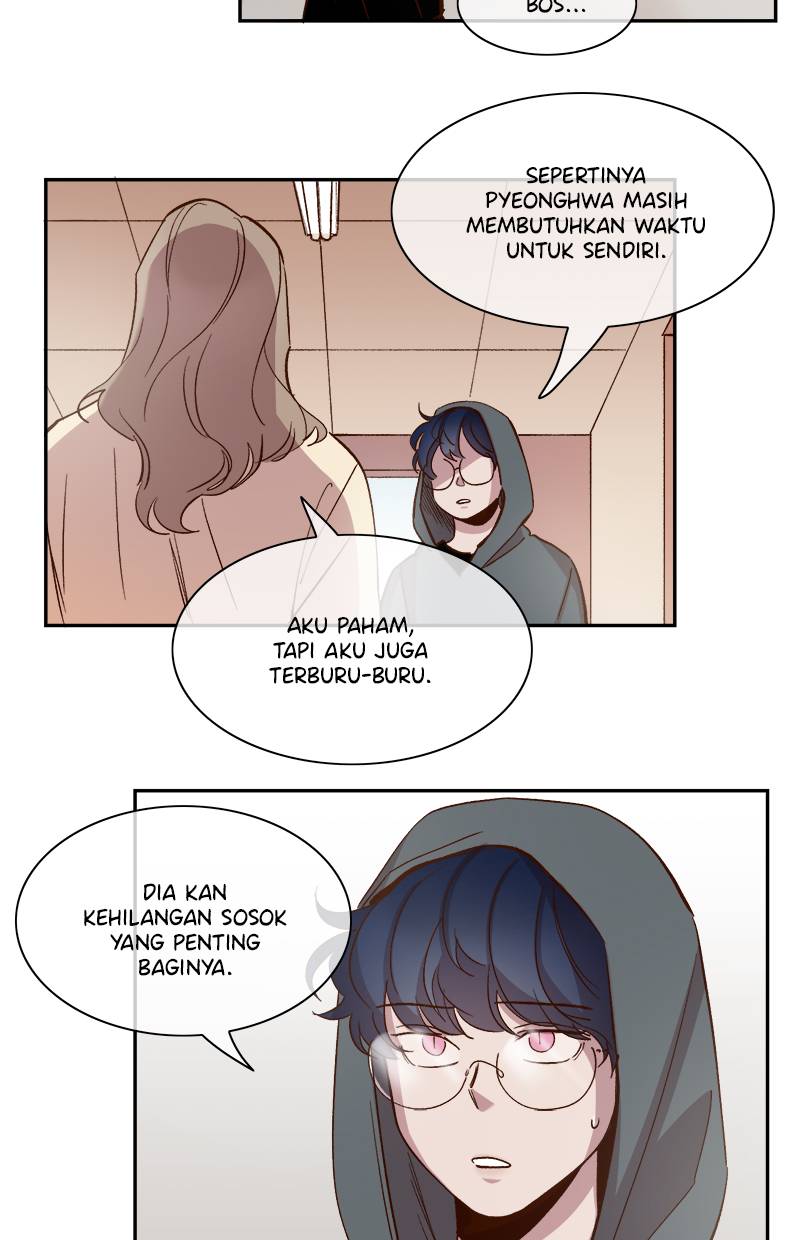 BOS...
SEPERTINYA
PYEONGHWA MASIH
MEMBUTUHKAN WAKTU
UNTUK SENDIRI.
AKU PAHAM,
TAPI AKU JUGA
TERBURU-BURU.
DIA KAN
KEHILANGAN SOSOK
YANG PENTING
BAGINYA.